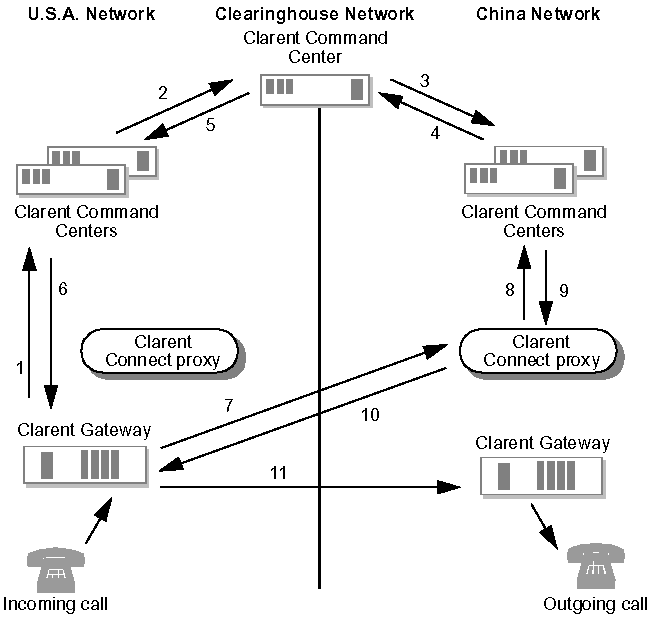 U.S.A. Network
Clearinghouse Network
China Network
Clarent Command
Center
2
5
3
4
Clarent Command
Centers
Clarent Command
Centers
1
6
8
9
Clarent
Connect proxy
Clarent
Connect proxy
7
10
Clarent Gateway
Clarent Gateway
11
Incoming call
Outgoing call